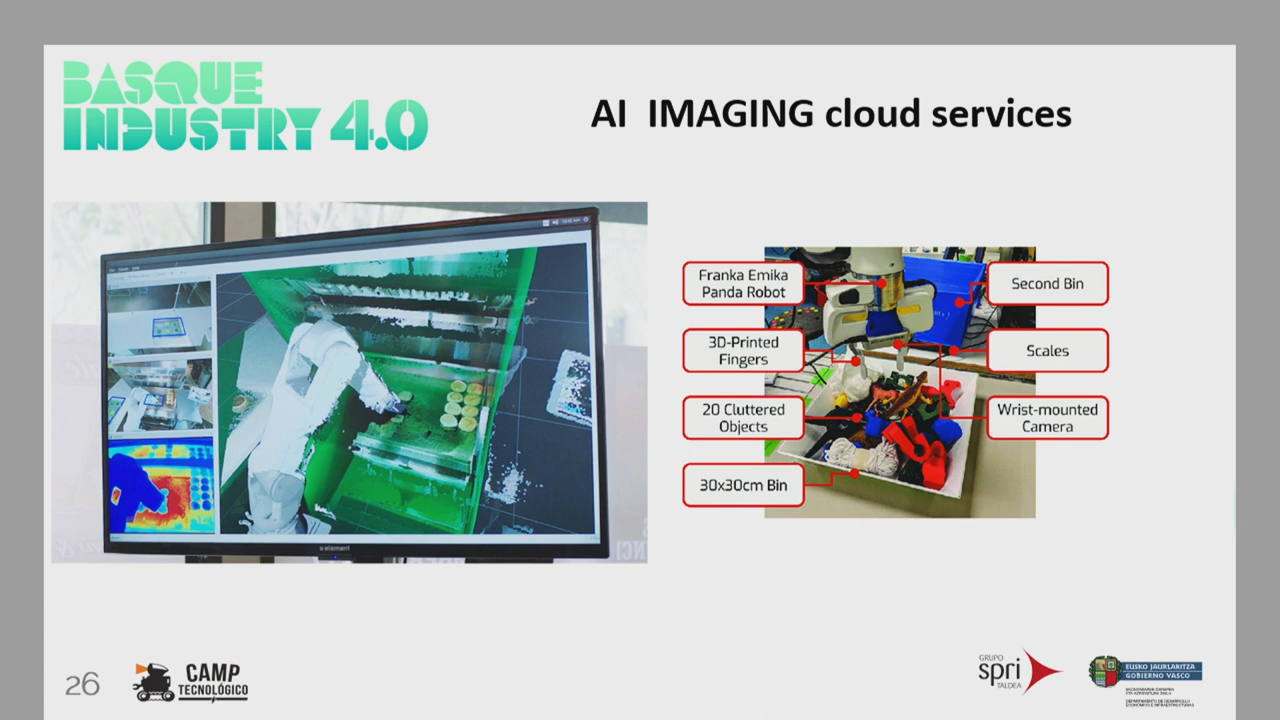 BASQUE
INDUSTRY 4.0
AI IMAGING cloud services
Franka Emika
Panda Robot
3D-Printed
Fingers
20 Cluttered
Objects
30x30cm Bin
Second Bin
Scales
Wrist-mounted
Camera
element
26
CAMP
TECNOLÓGICO
GRUPO
spri
TALDEA
EUSKO JAURLARITZA
GOBIERNO VASCO